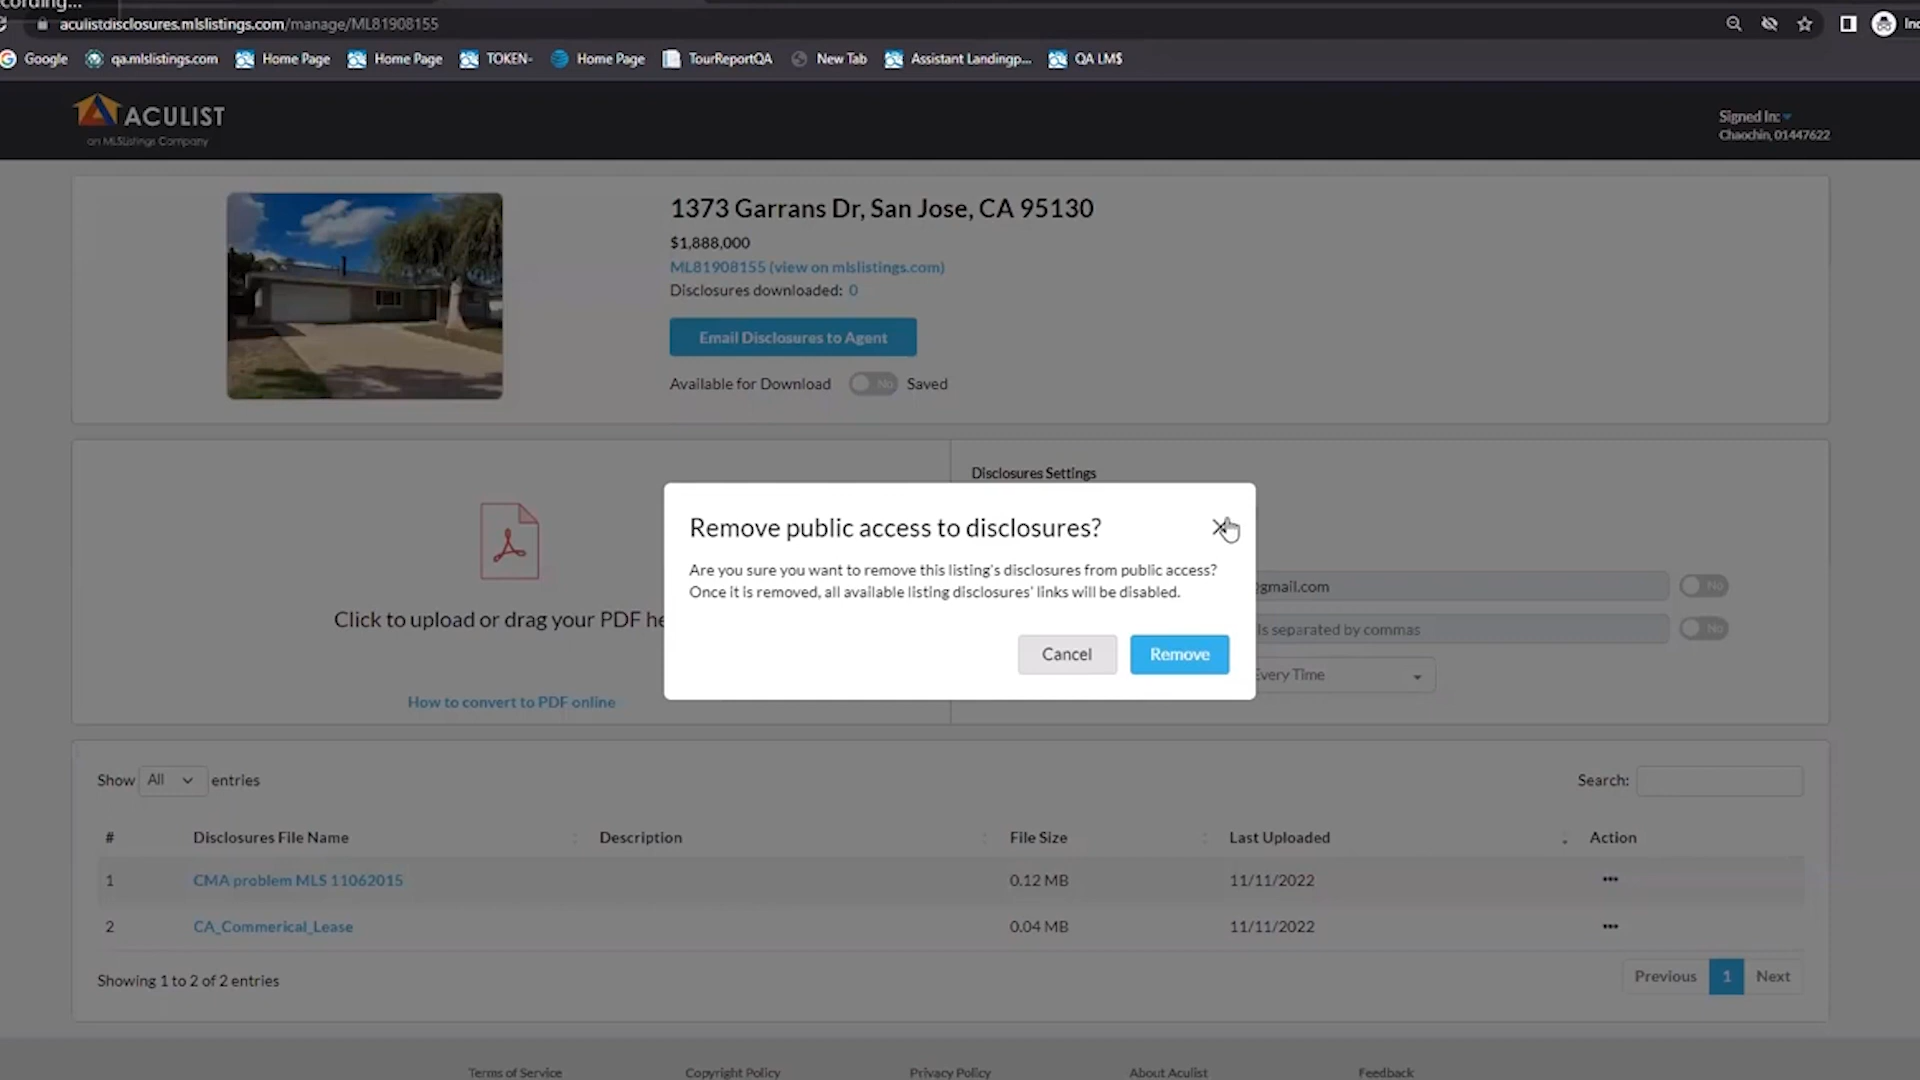 aculistdisclosures.mlslistings.com/manage/ML81908155
Google qa.mlslistings.com Home Page Home Page TOKEN- Home Page TourReportQA New Tab Assistant Landingp... QA LM$
ACULIST
an MLSListings Company
Signed In:
Chaochin, 01447622
1373 Garrans Dr, San Jose, CA 95130
$1,888,000
ML81908155 (view on mlslistings.com)
Disclosures downloaded: 0
Email Disclosures to Agent
Available for Download No Saved
Disclosures Settings
Remove public access to disclosures?
Are you sure you want to remove this listing's disclosures from public access?
Once it is removed, all available listing disclosures' links will be disabled.
Cancel Remove
@gmail.com No
separated by commas No
Every Time
Click to upload or drag your PDF
How to convert to PDF online
Show All entries
Search:
# Disclosures File Name Description File Size Last Uploaded Action
1 CMA problem MLS 11062015 0.12 MB 11/11/2022 •••
2 CA_Commerical_Lease 0.04 MB 11/11/2022 •••
Showing 1 to 2 of 2 entries
Previous 1 Next
Terms of Service Copyright Policy Privacy Policy About Aculist Feedback